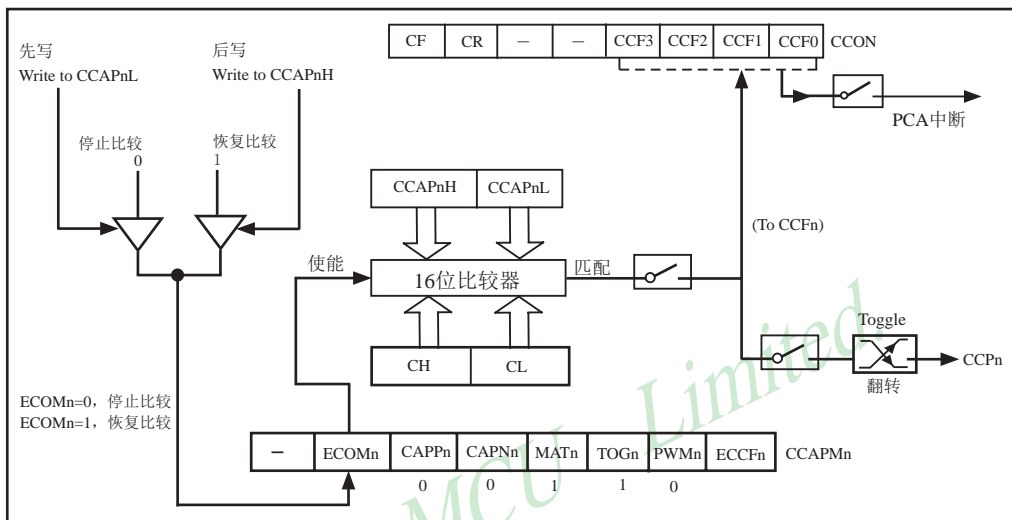 CF CR － － CCF3 CCF2 CCF1 CCF0 CCON
先写
Write to CCAPnL
后写
Write to CCAPnH
PCA中断
停止比较
0
恢复比较
1
CCAPnH CCAPnL
(To CCFn)
使能
16位比较器
匹配
Toggle
CH CL
CCPn
翻转
ECOMn=0，停止比较
ECOMn=1，恢复比较
－ ECOMn CAPPn CAPNn MATn TOGn PWMn ECCFn CCAPMn
0 0 1 1 0
MCU Limited.